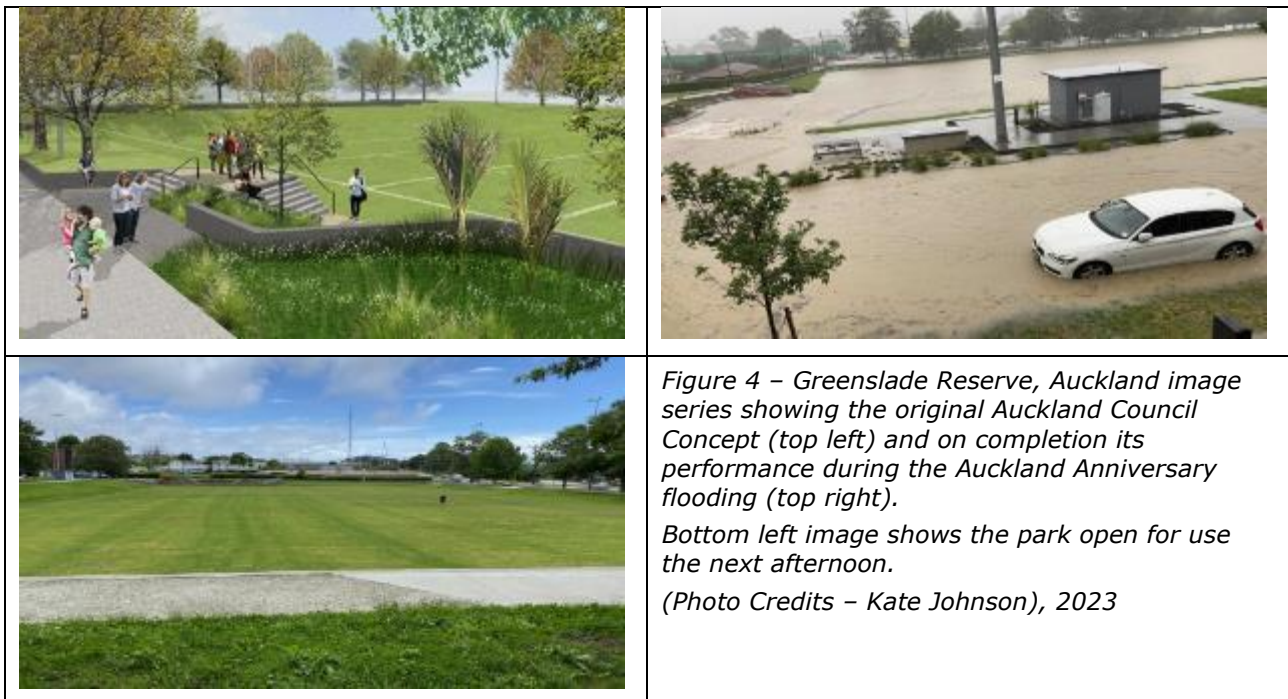 Figure 4 – Greenslade Reserve, Auckland image
series showing the original Auckland Council
Concept (top left) and on completion its
performance during the Auckland Anniversary
flooding (top right).
Bottom left image shows the park open for use
the next afternoon.
(Photo Credits – Kate Johnson), 2023